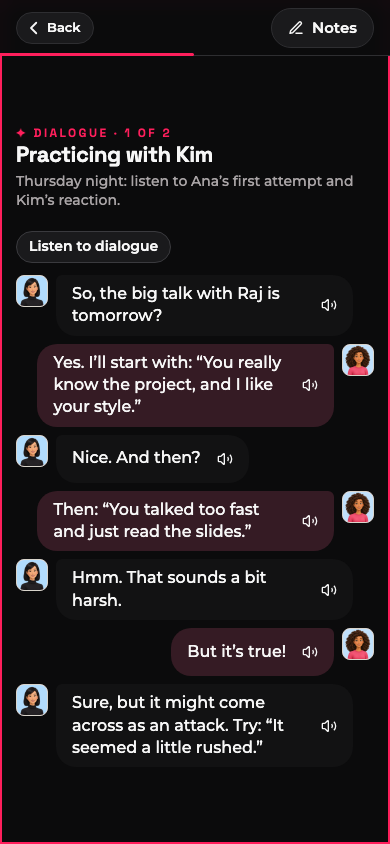 Back
Notes
DIALOGUE · 1 OF 2
Practicing with Kim
Thursday night: listen to Ana’s first attempt and
Kim’s reaction.
Listen to dialogue
So, the big talk with Raj is
tomorrow?
Yes. I’ll start with: “You really
know the project, and I like
your style.”
Nice. And then?
Then: “You talked too fast
and just read the slides.”
Hmm. That sounds a bit
harsh.
But it’s true!
Sure, but it might come
across as an attack. Try: “It
seemed a little rushed.”